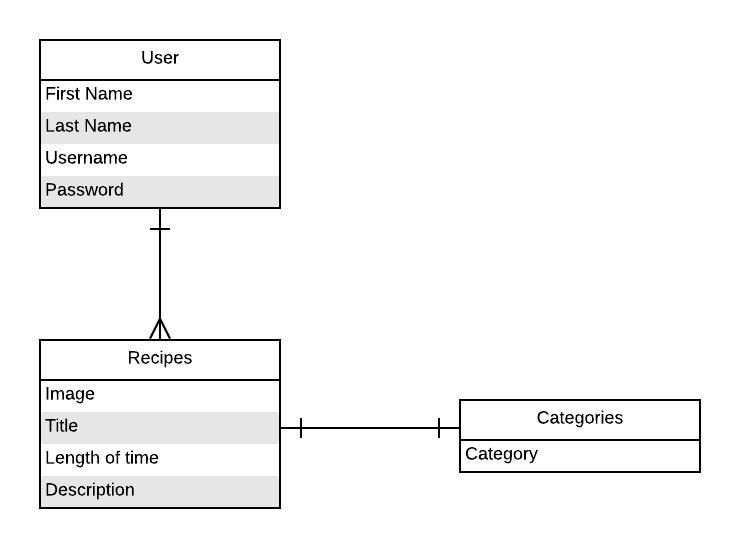 User
First Name
Last Name
Username
Password
Recipes
Image
Title
Length of time
Description
Categories
Category